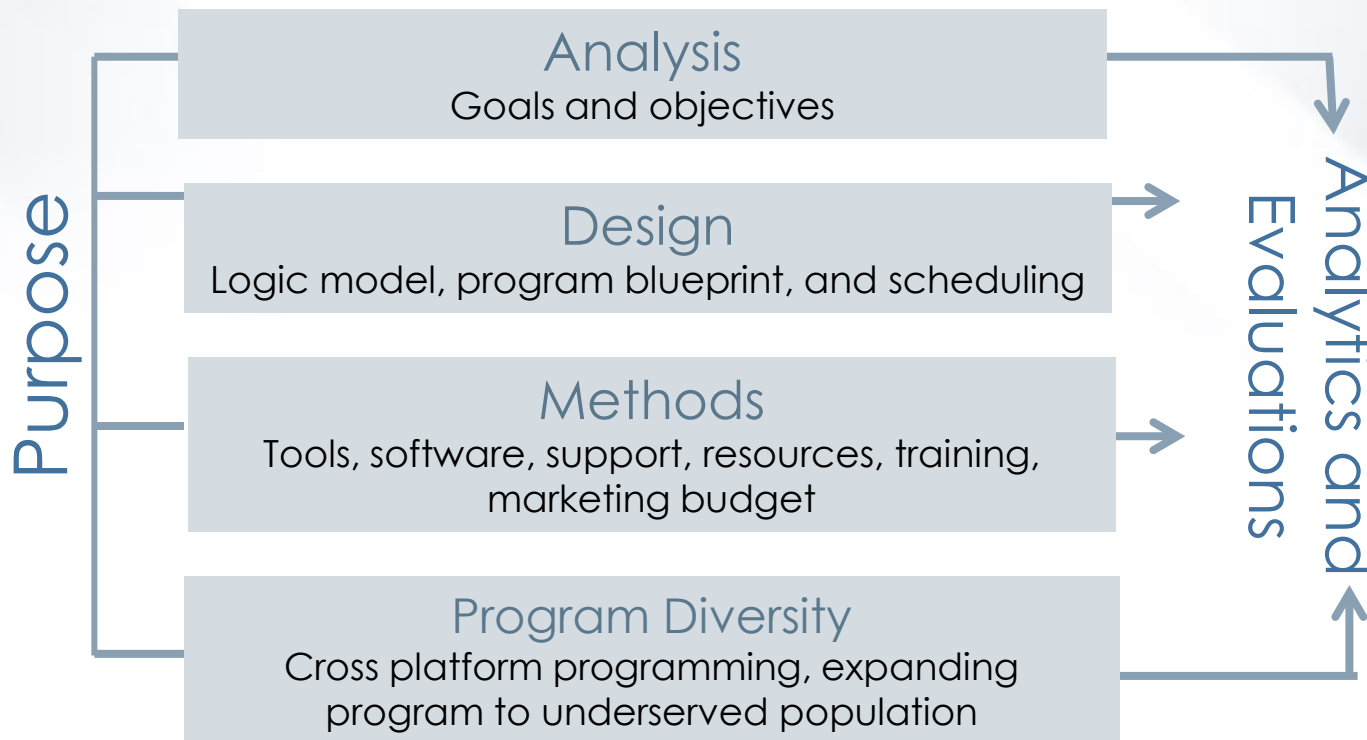 Purpose
Analysis
Goals and objectives
Design
Logic model, program blueprint, and scheduling
Methods
Tools, software, support, resources, training,
marketing budget
Program Diversity
Cross platform programming, expanding
program to underserved population
Analytics and
Evaluations